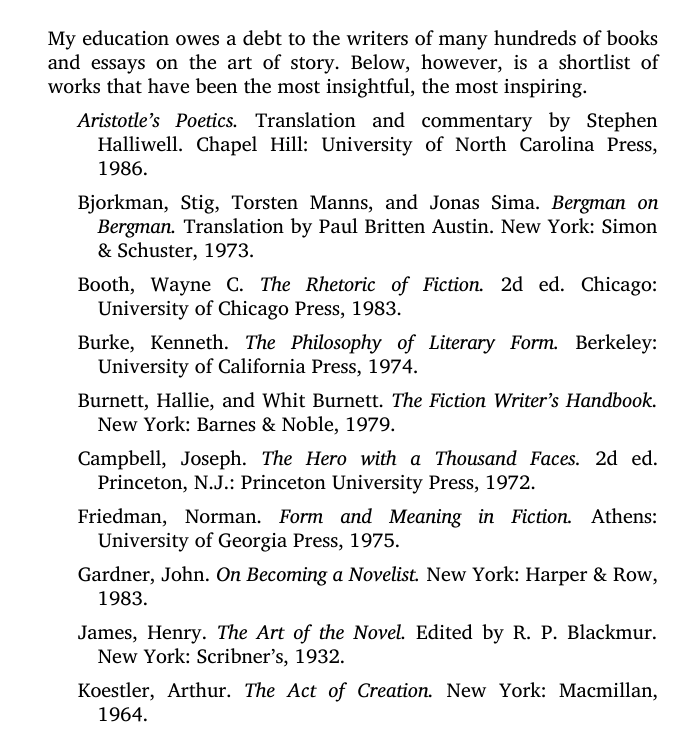 My education owes a debt to the writers of many hundreds of books
and essays on the art of story. Below, however, is a shortlist of
works that have been the most insightful, the most inspiring.
Aristotle’s Poetics. Translation and commentary by Stephen
Halliwell. Chapel Hill: University of North Carolina Press,
1986.
Bjorkman, Stig, Torsten Manns, and Jonas Sima. Bergman on
Bergman. Translation by Paul Britten Austin. New York: Simon
& Schuster, 1973.
Booth, Wayne C. The Rhetoric of Fiction. 2d ed. Chicago:
University of Chicago Press, 1983.
Burke, Kenneth. The Philosophy of Literary Form. Berkeley:
University of California Press, 1974.
Burnett, Hallie, and Whit Burnett. The Fiction Writer’s Handbook.
New York: Barnes & Noble, 1979.
Campbell, Joseph. The Hero with a Thousand Faces. 2d ed.
Princeton, N.J.: Princeton University Press, 1972.
Friedman, Norman. Form and Meaning in Fiction. Athens:
University of Georgia Press, 1975.
Gardner, John. On Becoming a Novelist. New York: Harper & Row,
1983.
James, Henry. The Art of the Novel. Edited by R. P. Blackmur.
New York: Scribner’s, 1932.
Koestler, Arthur. The Act of Creation. New York: Macmillan,
1964.